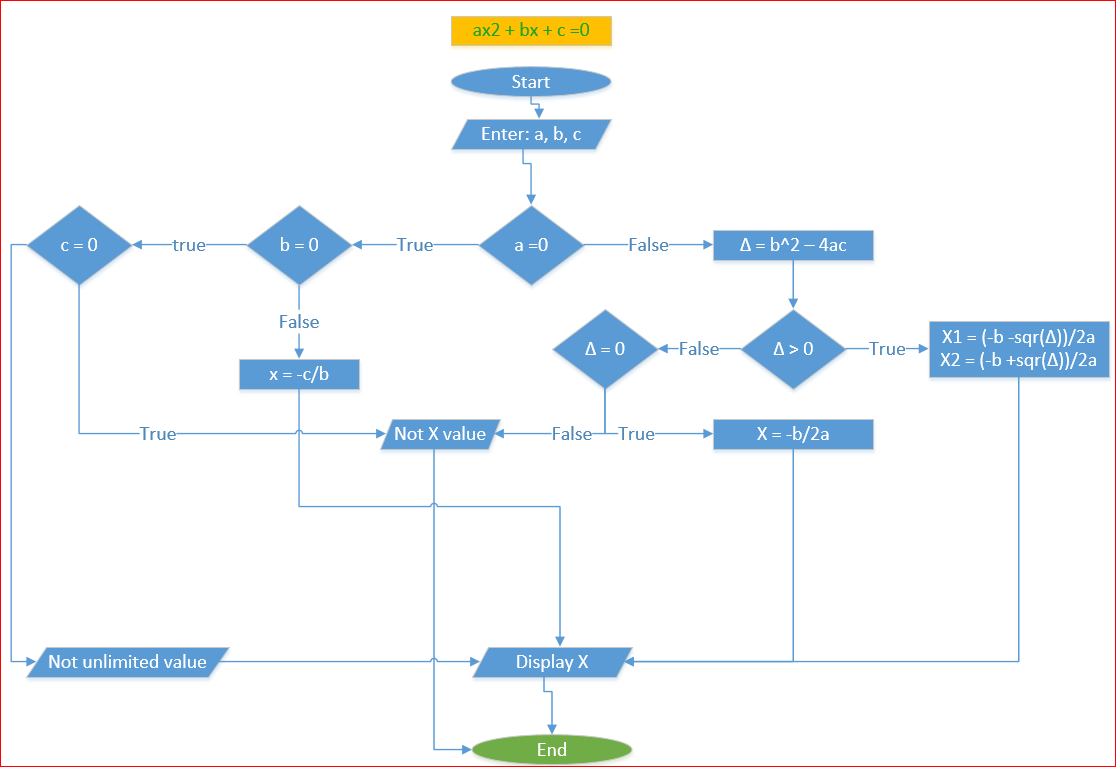 ax2 + bx + c =0
Start
Enter: a, b, c
c = 0
true
b = 0
True
a =0
False
Δ = b^2 – 4ac
False
Δ = 0
False
Δ > 0
True
X1 = (-b -sqr(Δ))/2a
X2 = (-b +sqr(Δ))/2a
x = -c/b
True
Not X value
False
True
X = -b/2a
Not unlimited value
Display X
End